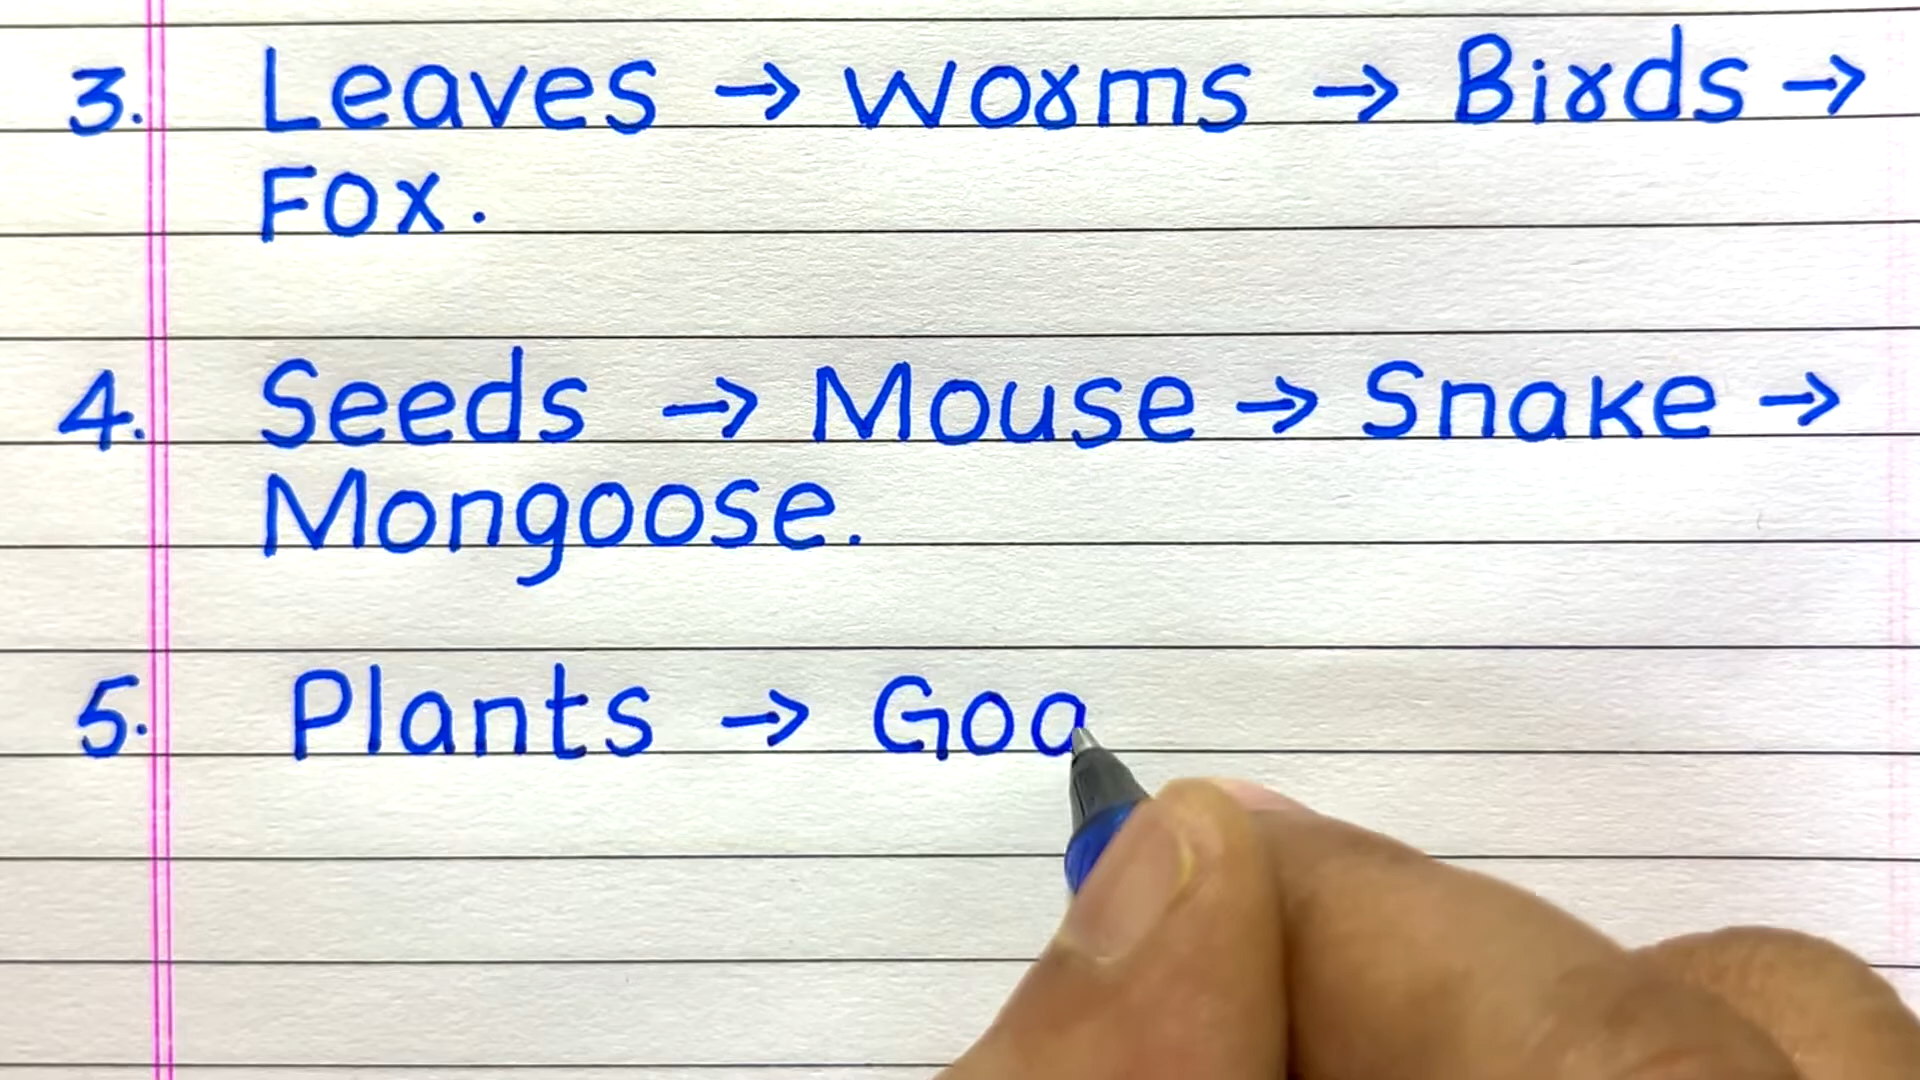 3. Leaves → Worms → Birds →
Fox.
4. Seeds → Mouse → Snake →
Mongoose.
5. Plants → Goa